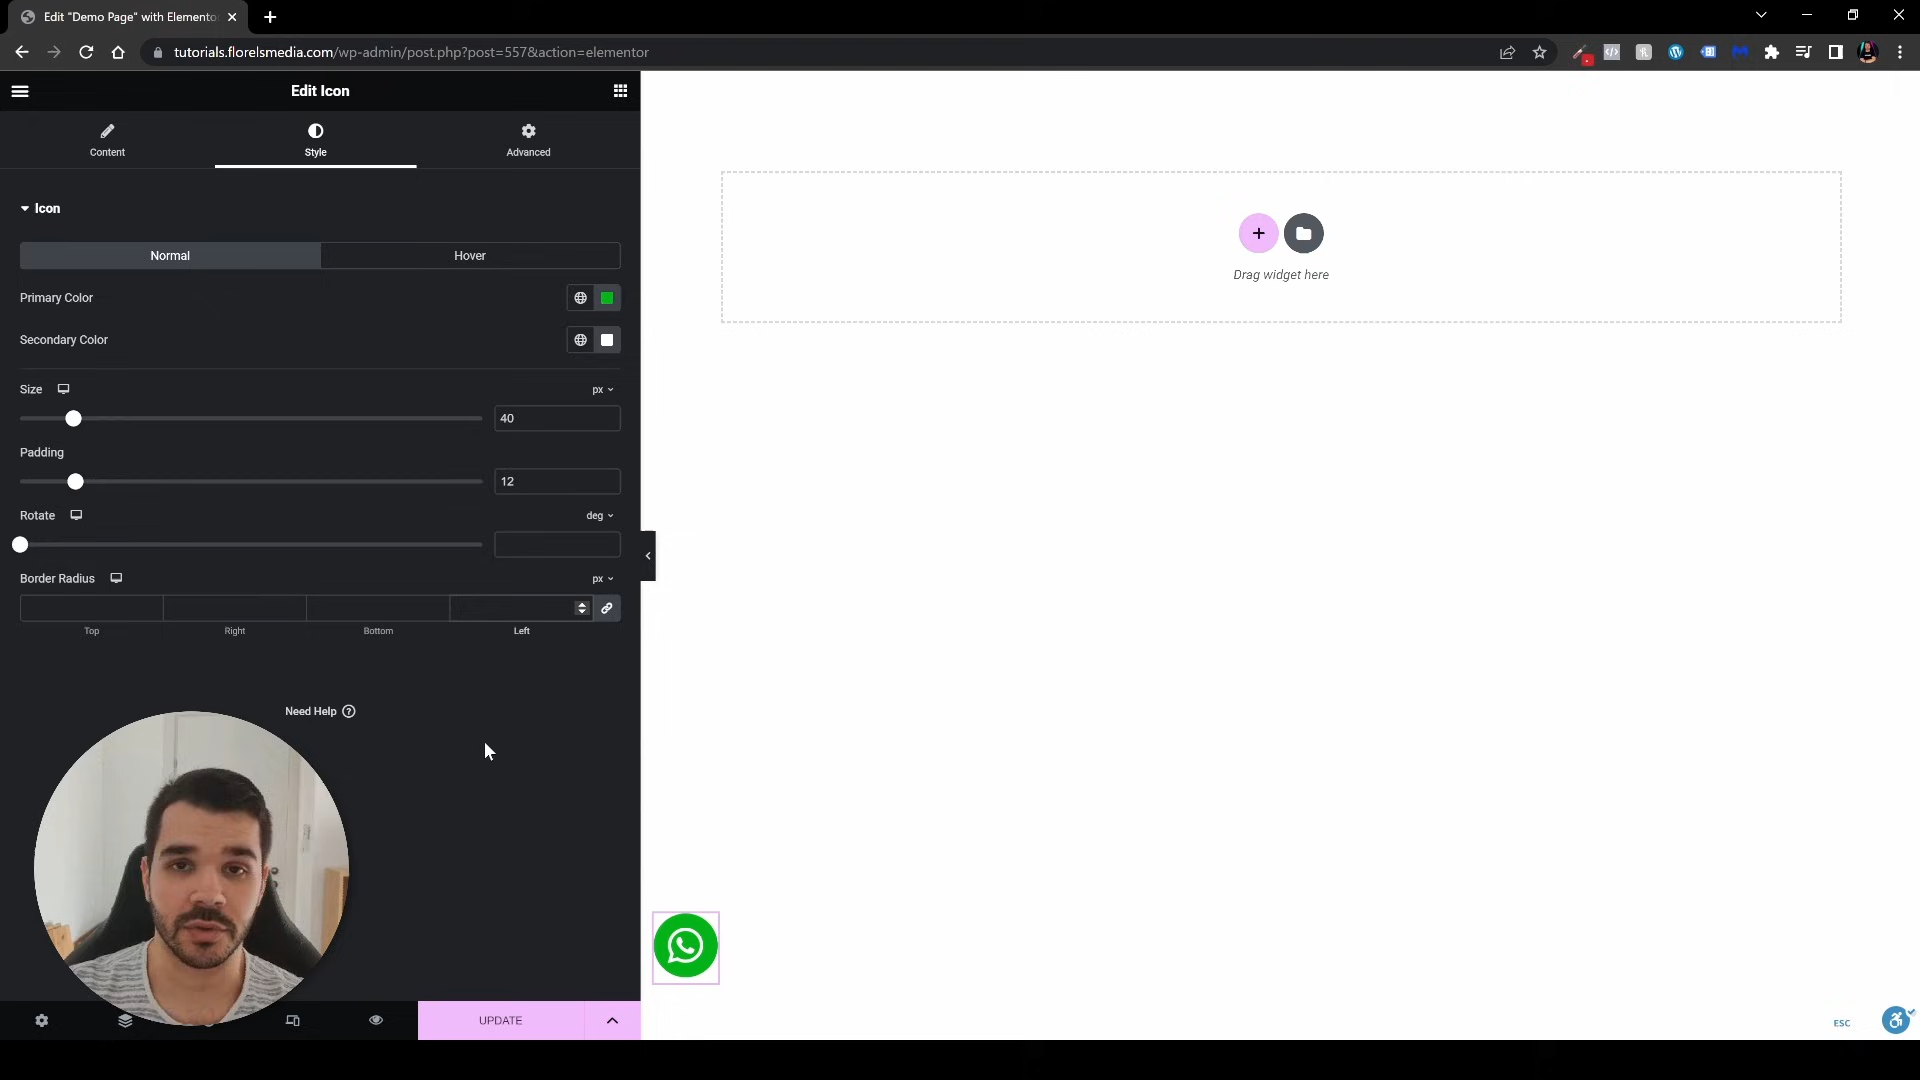 Edit "Demo Page" with Elemento
tutorials.florelsmedia.com/wp-admin/post.php?post=557&action=elementor
Edit Icon
Content
Style
Advanced
Icon
Normal
Hover
Primary Color
Secondary Color
Size
px
40
Padding
12
Rotate
deg
Border Radius
px
Top
Right
Bottom
Left
Need Help
UPDATE
Drag widget here
ESC